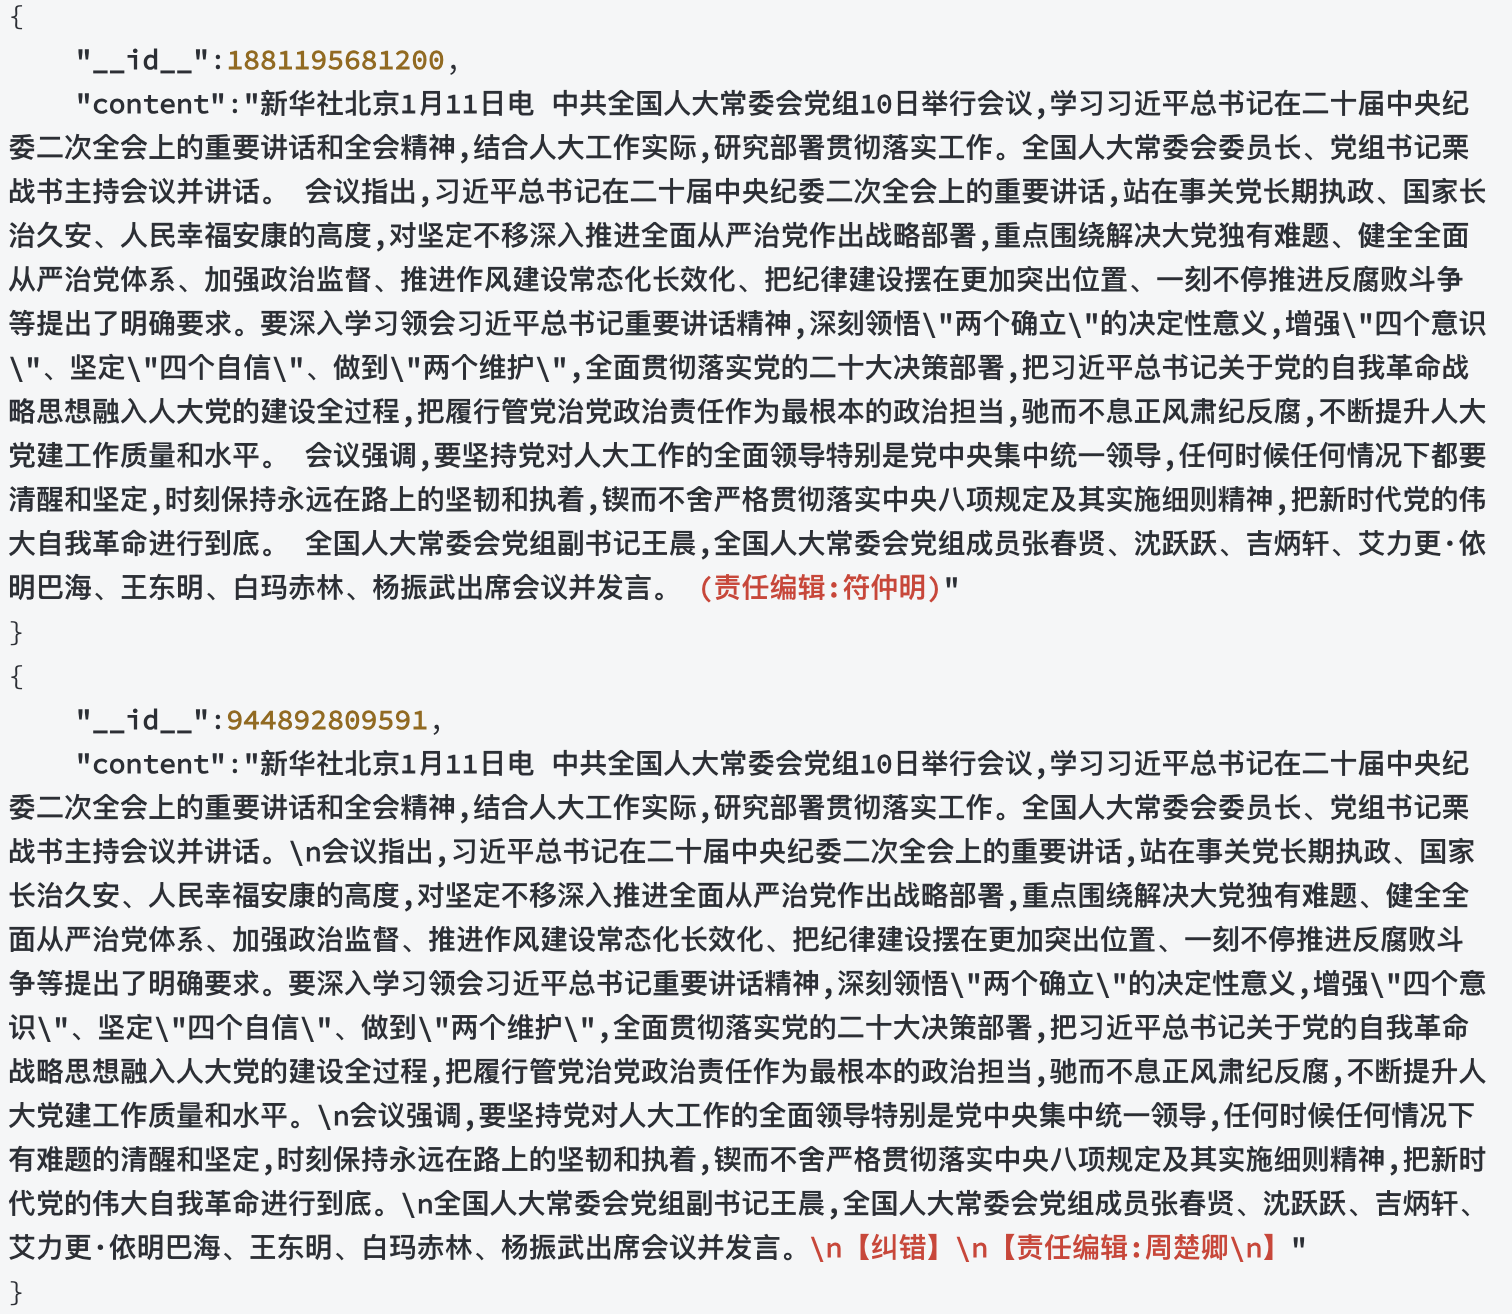 {
"__id__":1881195681200,
"content":"新华社北京1月11日电 中共全国人大常委会党组10日举行会议,学习习近平总书记在二十届中央纪
委二次全会上的重要讲话和全会精神,结合人大工作实际,研究部署贯彻落实工作。全国人大常委会委员长、党组书记栗
战书主持会议并讲话。 会议指出,习近平总书记在二十届中央纪委二次全会上的重要讲话,站在事关党长期执政、国家长
治久安、人民幸福安康的高度,对坚定不移深入推进全面从严治党作出战略部署,重点围绕解决大党独有难题、健全全面
从严治党体系、加强政治监督、推进作风建设常态化长效化、把纪律建设摆在更加突出位置、一刻不停推进反腐败斗争
等提出了明确要求。要深入学习领会习近平总书记重要讲话精神,深刻领悟\"两个确立\"的决定性意义,增强\"四个意识
\"、坚定\"四个自信\"、做到\"两个维护\",全面贯彻落实党的二十大决策部署,把习近平总书记关于党的自我革命战
略思想融入人大党的建设全过程,把履行管党治党政治责任作为最根本的政治担当,驰而不息正风肃纪反腐,不断提升人大
党建工作质量和水平。 会议强调,要坚持党对人大工作的全面领导特别是党中央集中统一领导,任何时候任何情况下都要
清醒和坚定,时刻保持永远在路上的坚韧和执着,锲而不舍严格贯彻落实中央八项规定及其实施细则精神,把新时代党的伟
大自我革命进行到底。 全国人大常委会党组副书记王晨,全国人大常委会党组成员张春贤、沈跃跃、吉炳轩、艾力更·依
明巴海、王东明、白玛赤林、杨振武出席会议并发言。 (责任编辑:符仲明)"
}
{
"__id__":944892809591,
"content":"新华社北京1月11日电 中共全国人大常委会党组10日举行会议,学习习近平总书记在二十届中央纪
委二次全会上的重要讲话和全会精神,结合人大工作实际,研究部署贯彻落实工作。全国人大常委会委员长、党组书记栗
战书主持会议并讲话。\n会议指出,习近平总书记在二十届中央纪委二次全会上的重要讲话,站在事关党长期执政、国家
长治久安、人民幸福安康的高度,对坚定不移深入推进全面从严治党作出战略部署,重点围绕解决大党独有难题、健全全
面从严治党体系、加强政治监督、推进作风建设常态化长效化、把纪律建设摆在更加突出位置、一刻不停推进反腐败斗
争等提出了明确要求。要深入学习领会习近平总书记重要讲话精神,深刻领悟\"两个确立\"的决定性意义,增强\"四个意
识\"、坚定\"四个自信\"、做到\"两个维护\",全面贯彻落实党的二十大决策部署,把习近平总书记关于党的自我革命
战略思想融入人大党的建设全过程,把履行管党治党政治责任作为最根本的政治担当,驰而不息正风肃纪反腐,不断提升人
大党建工作质量和水平。\n会议强调,要坚持党对人大工作的全面领导特别是党中央集中统一领导,任何时候任何情况下
有难题的清醒和坚定,时刻保持永远在路上的坚韧和执着,锲而不舍严格贯彻落实中央八项规定及其实施细则精神,把新时
代党的伟大自我革命进行到底。\n全国人大常委会党组副书记王晨,全国人大常委会党组成员张春贤、沈跃跃、吉炳轩、
艾力更·依明巴海、王东明、白玛赤林、杨振武出席会议并发言。\n【纠错】\n【责任编辑:周楚卿\n】"
}